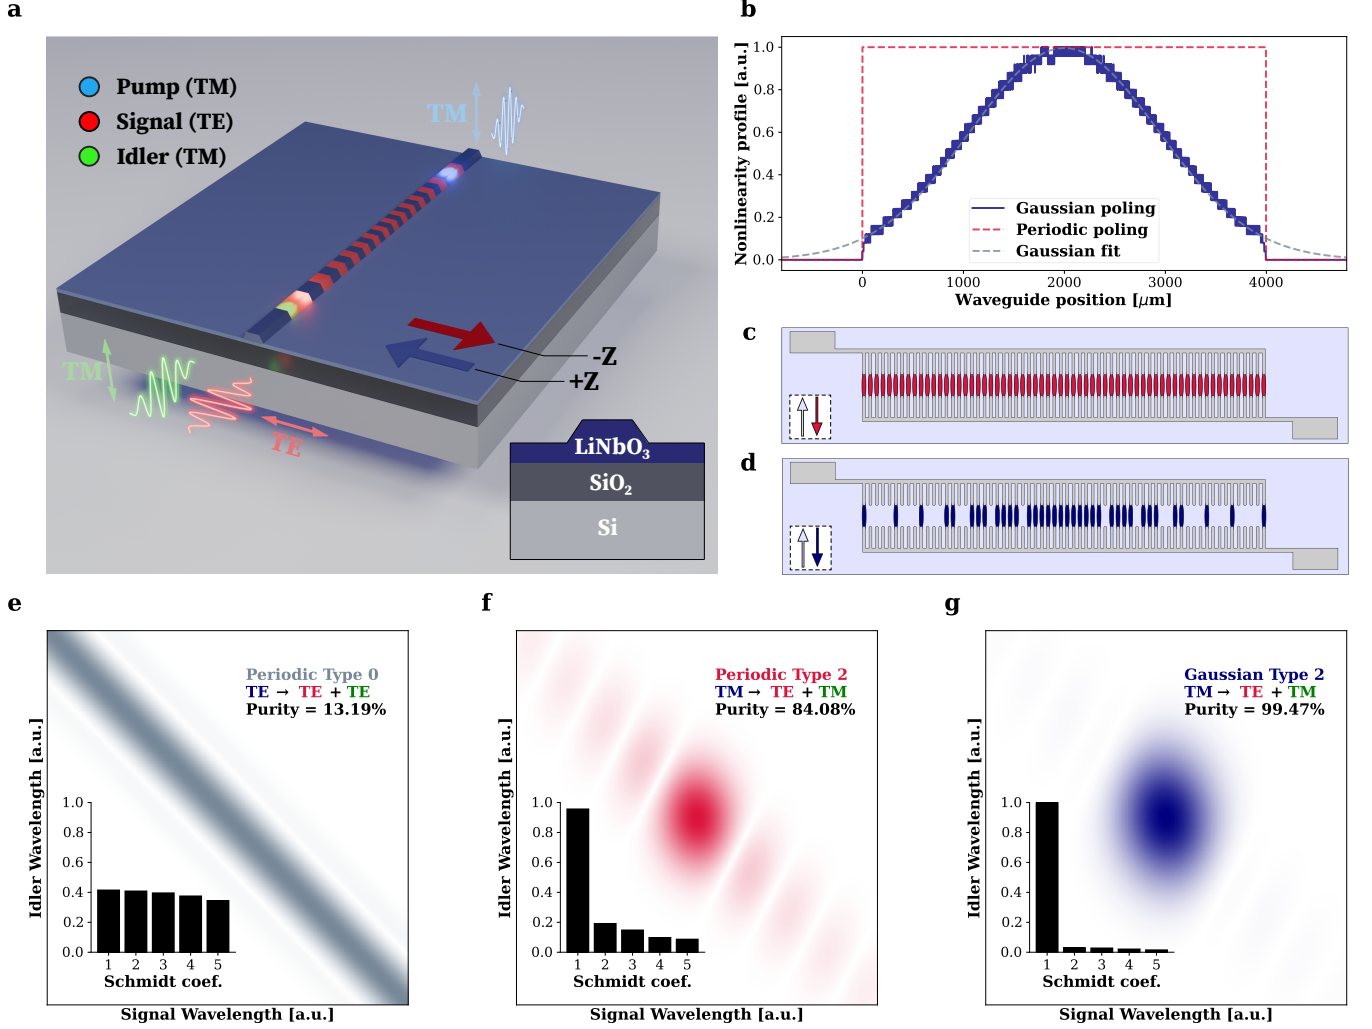 a
Pump (TM)
Signal (TE)
Idler (TM)
TM
TM
TE
-Z
+Z
LiNbO3
SiO2
Si
b
Nonlinearity profile [a.u.]
1.0
0.8
0.6
0.4
0.2
0.0
Gaussian poling
Periodic poling
Gaussian fit
0 1000 2000 3000 4000
Waveguide position [μm]
c
d
e
Idler Wavelength [a.u.]
Periodic Type 0
TE → TE + TE
Purity = 13.19%
1.0
0.8
0.6
0.4
0.2
0.0
1 2 3 4 5
Schmidt coef.
Signal Wavelength [a.u.]
f
Idler Wavelength [a.u.]
Periodic Type 2
TM → TE + TM
Purity = 84.08%
1.0
0.8
0.6
0.4
0.2
0.0
1 2 3 4 5
Schmidt coef.
Signal Wavelength [a.u.]
g
Idler Wavelength [a.u.]
Gaussian Type 2
TM → TE + TM
Purity = 99.47%
1.0
0.8
0.6
0.4
0.2
0.0
1 2 3 4 5
Schmidt coef.
Signal Wavelength [a.u.]